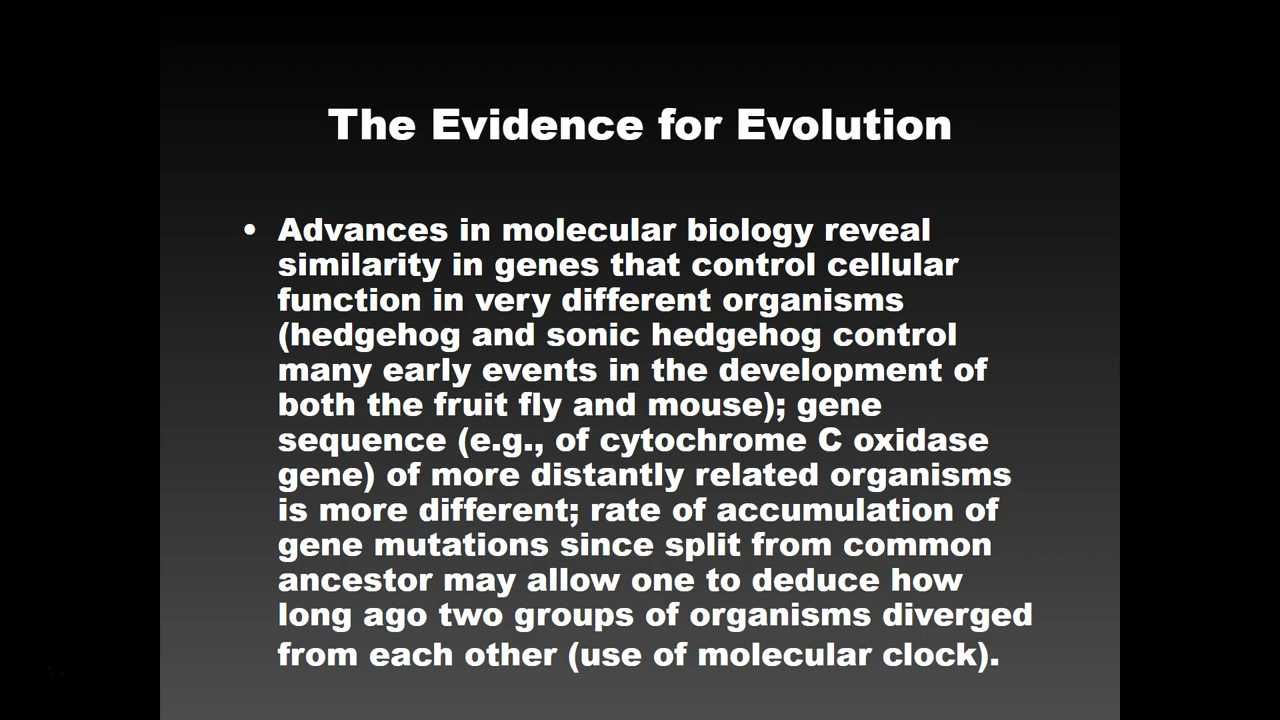 The Evidence for Evolution
• Advances in molecular biology reveal
similarity in genes that control cellular
function in very different organisms
(hedgehog and sonic hedgehog control
many early events in the development of
both the fruit fly and mouse); gene
sequence (e.g., of cytochrome C oxidase
gene) of more distantly related organisms
is more different; rate of accumulation of
gene mutations since split from common
ancestor may allow one to deduce how
long ago two groups of organisms diverged
from each other (use of molecular clock).